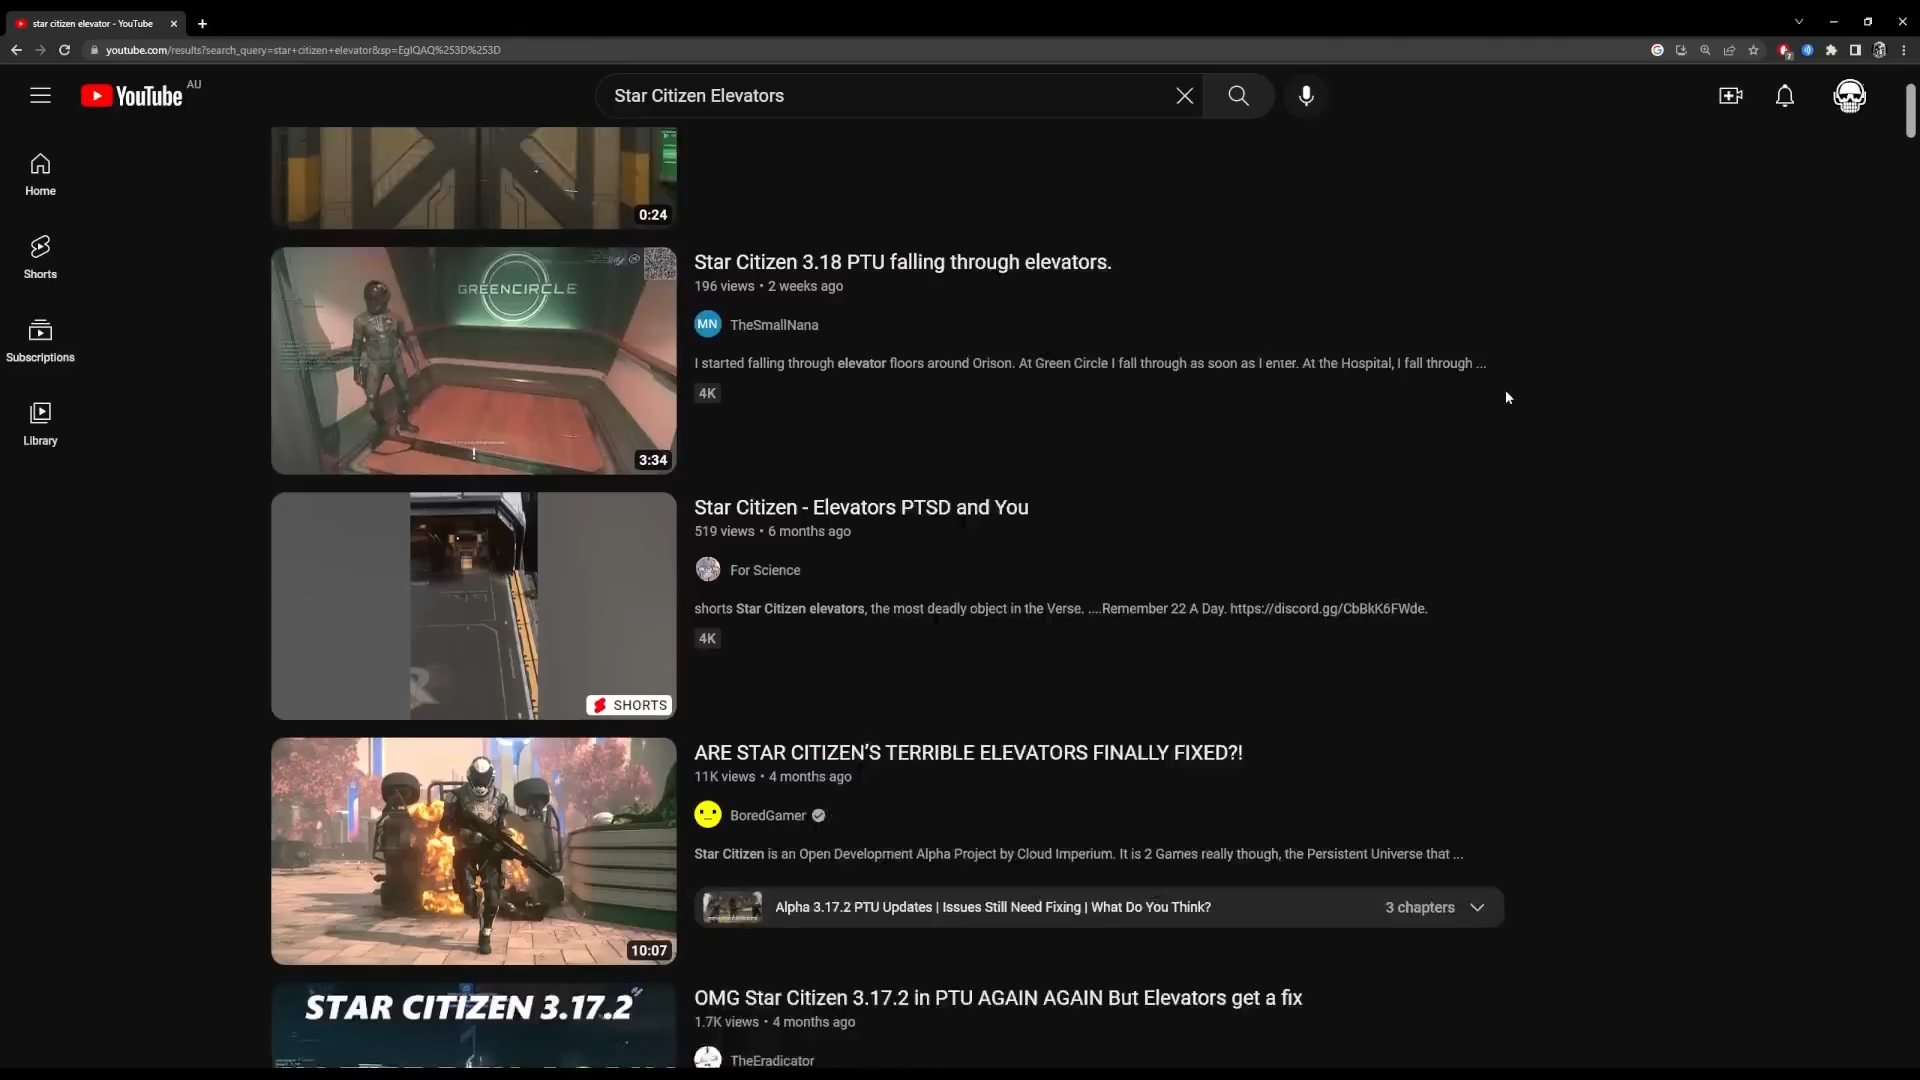 star citizen elevator - YouTube
youtube.com/results?search_query=star+citizen+elevator&sp=EgIQAQ%253D%253D
YouTube AU
Star Citizen Elevators
Home
Shorts
Subscriptions
Library
0:24
GREENCIRCLE
3:34
Star Citizen 3.18 PTU falling through elevators.
196 views • 2 weeks ago
MN TheSmallNana
I started falling through elevator floors around Orison. At Green Circle I fall through as soon as I enter. At the Hospital, I fall through ...
4K
SHORTS
Star Citizen - Elevators PTSD and You
519 views • 6 months ago
For Science
shorts Star Citizen elevators, the most deadly object in the Verse. ....Remember 22 A Day. https://discord.gg/CbBkK6FWde.
4K
10:07
ARE STAR CITIZEN’S TERRIBLE ELEVATORS FINALLY FIXED?!
11K views • 4 months ago
BoredGamer
Star Citizen is an Open Development Alpha Project by Cloud Imperium. It is 2 Games really though, the Persistent Universe that ...
Alpha 3.17.2 PTU Updates | Issues Still Need Fixing | What Do You Think?
3 chapters
STAR CITIZEN 3.17.2
OMG Star Citizen 3.17.2 in PTU AGAIN AGAIN But Elevators get a fix
1.7K views • 4 months ago
TheEradicator